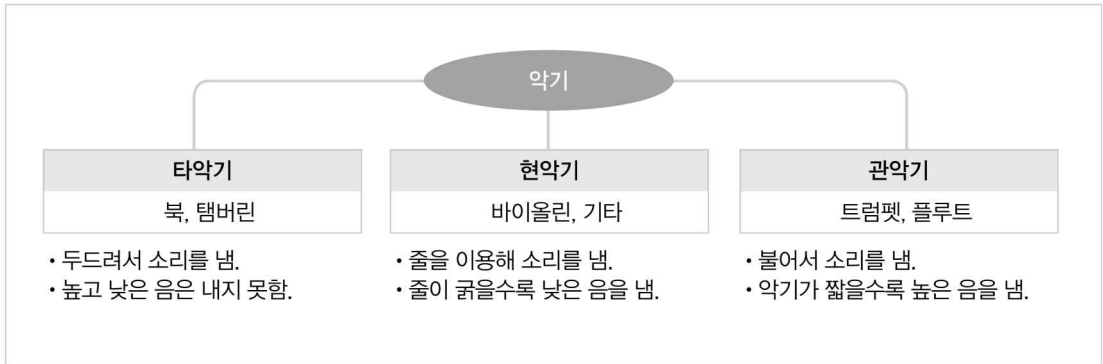 악기
타악기
북, 탬버린
• 두드려서 소리를 냄.
• 높고 낮은 음은 내지 못함.
현악기
바이올린, 기타
• 줄을 이용해 소리를 냄.
• 줄이 굵을수록 낮은 음을 냄.
관악기
트럼펫, 플루트
• 불어서 소리를 냄.
• 악기가 짧을수록 높은 음을 냄.